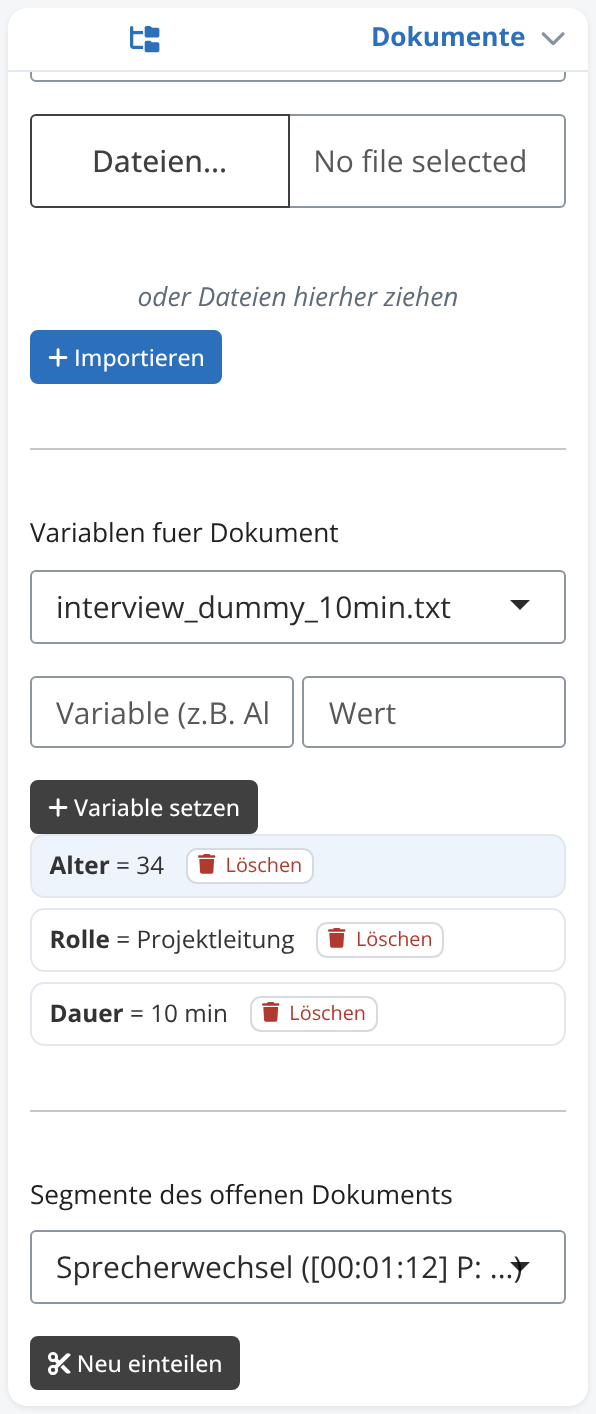 Dokumente
Dateien...
No file selected
oder Dateien hierher ziehen
Importieren
Variablen fuer Dokument
interview_dummy_10min.txt
Variable (z.B. Al
Wert
Variable setzen
Alter = 34 Löschen
Rolle = Projektleitung Löschen
Dauer = 10 min Löschen
Segmente des offenen Dokuments
Sprecherwechsel ([00:01:12] P: ...)
Neu einteilen